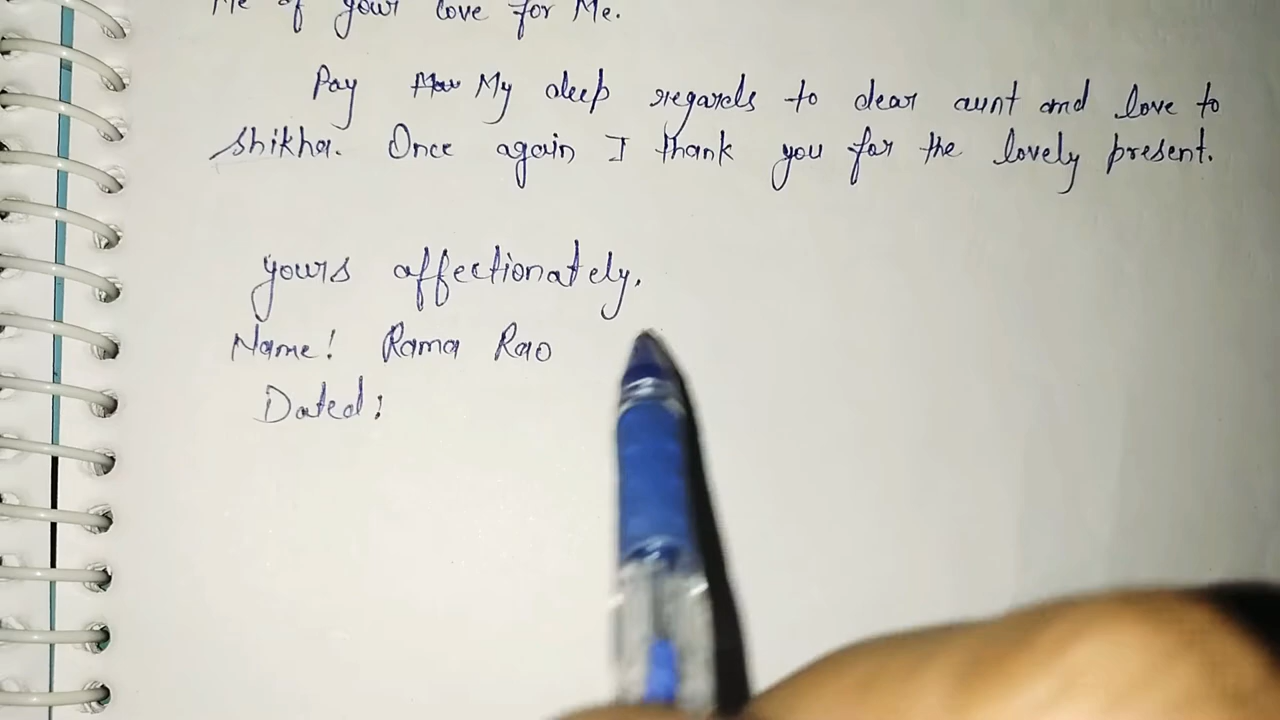 Me of your love for Me.
Pay My deep regards to dear aunt and love to
Shikha. Once again I thank you for the lovely present.
yours affectionately,
Name: Rama Rao
Dated: